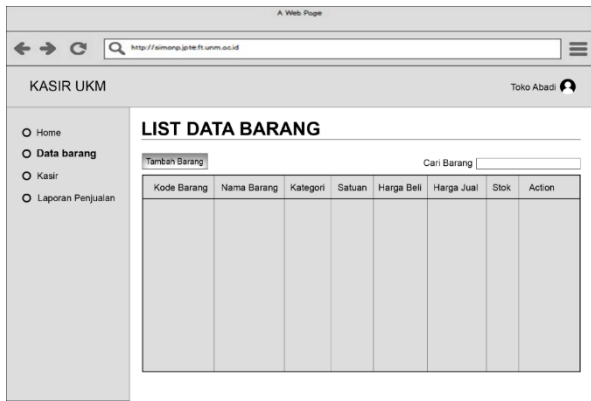 A Web Page
http://simonp.jpte.ft.unm.ac.id
KASIR UKM
Toko Abadi
Home
Data barang
Kasir
Laporan Penjualan
LIST DATA BARANG
Tambah Barang
Cari Barang
Kode Barang Nama Barang Kategori Satuan Harga Beli Harga Jual Stok Action